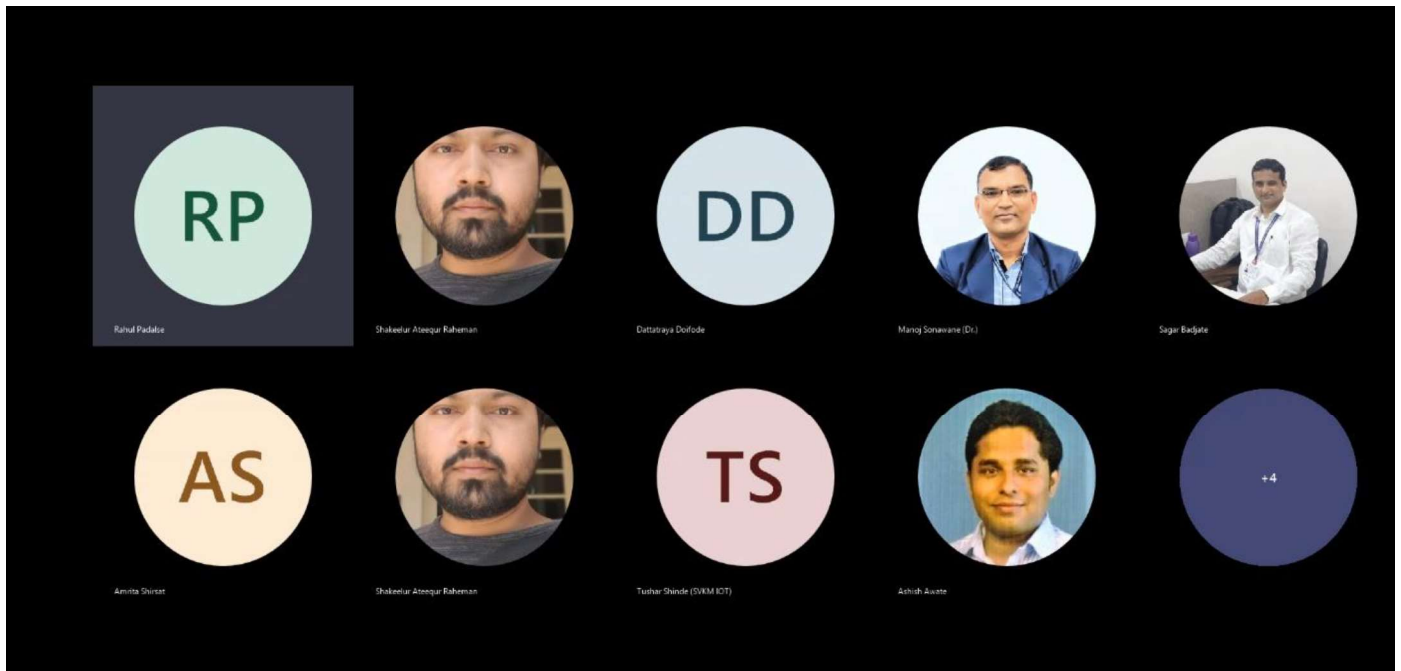 RP
DD
Rahul Padalse
Shakeelur Ateequr Raheman
Dattatraya Doifode
Manoj Sonawane (Dr.)
Sagar Badjate
AS
TS
+4
Amrita Shirsat
Shakeelur Ateequr Raheman
Tushar Shinde (SVKM IOT)
Ashish Awate